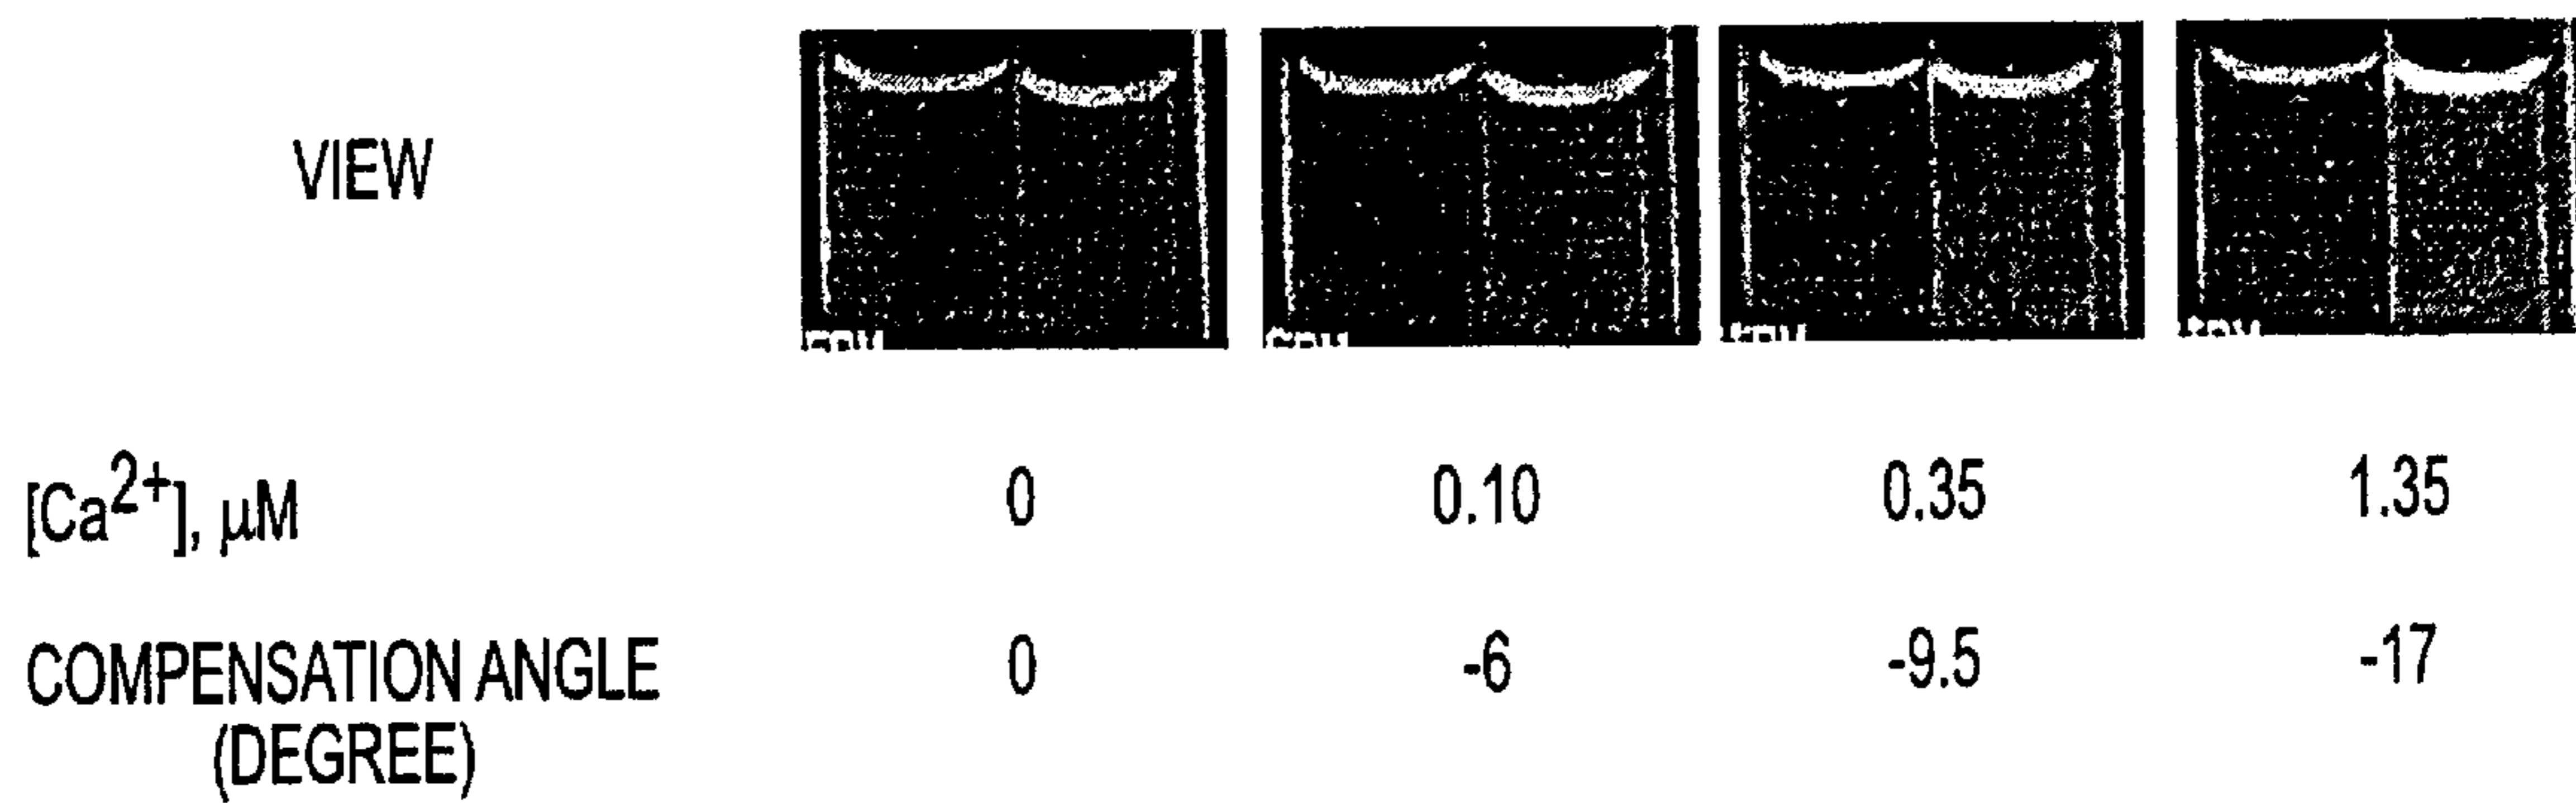 VIEW
[Ca2+], μM 0 0.10 0.35 1.35
COMPENSATION ANGLE 0 -6 -9.5 -17
(DEGREE)